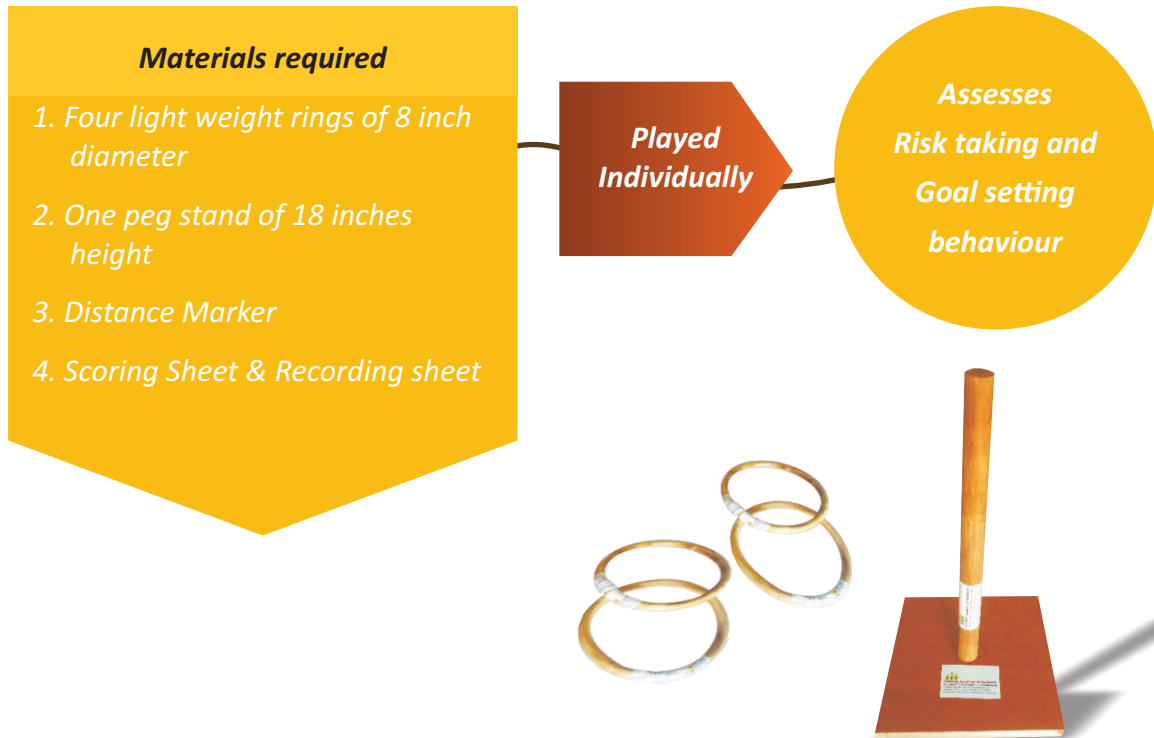 Materials required
1. Four light weight rings of 8 inch
diameter
2. One peg stand of 18 inches
height
3. Distance Marker
4. Scoring Sheet & Recording sheet
Played
Individually
Assesses
Risk taking and
Goal setting
behaviour